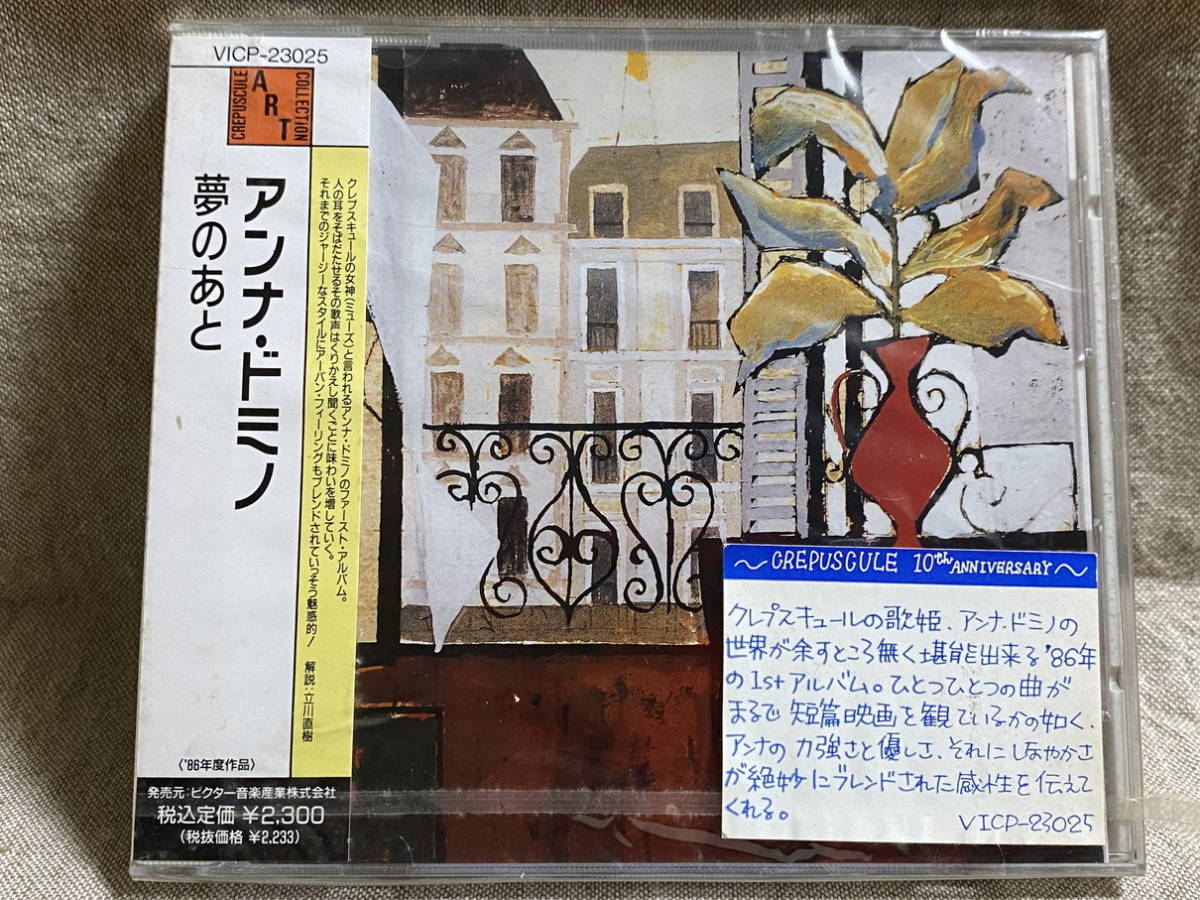 VICP-23025
CREPUSCULE
ART
COLLECTION
アンナ・ドミノ
夢のあと
クレプスキュールの女神(ミューズ)と言われるアンナ・ドミノのファースト・アルバム。
人の耳をそばだたせるその歌声はくりかえし聞くごとに味わいを増していく。
それまでのジャージーなスタイルにアーバン・フィーリングもブレンドされていっそう魅惑的! 解説:立川直樹
〈'86年度作品〉
発売元:ビクター音楽産業株式会社
税込定価 ¥2,300
(税抜価格 ¥2,233)
〜CREPUSCULE 10th ANNIVERSARY〜
クレプスキュールの歌姫、アンナ・ドミノの
世界が余すところ無く堪能出来る'86年
の1stアルバム。ひとつひとつの曲が
まるで短篇映画を観ているかの如く、
アンナの力強さと優しさ、それにしなやかさ
が絶妙にブレンドされた感性を伝えて
くれる。
VICP-23025